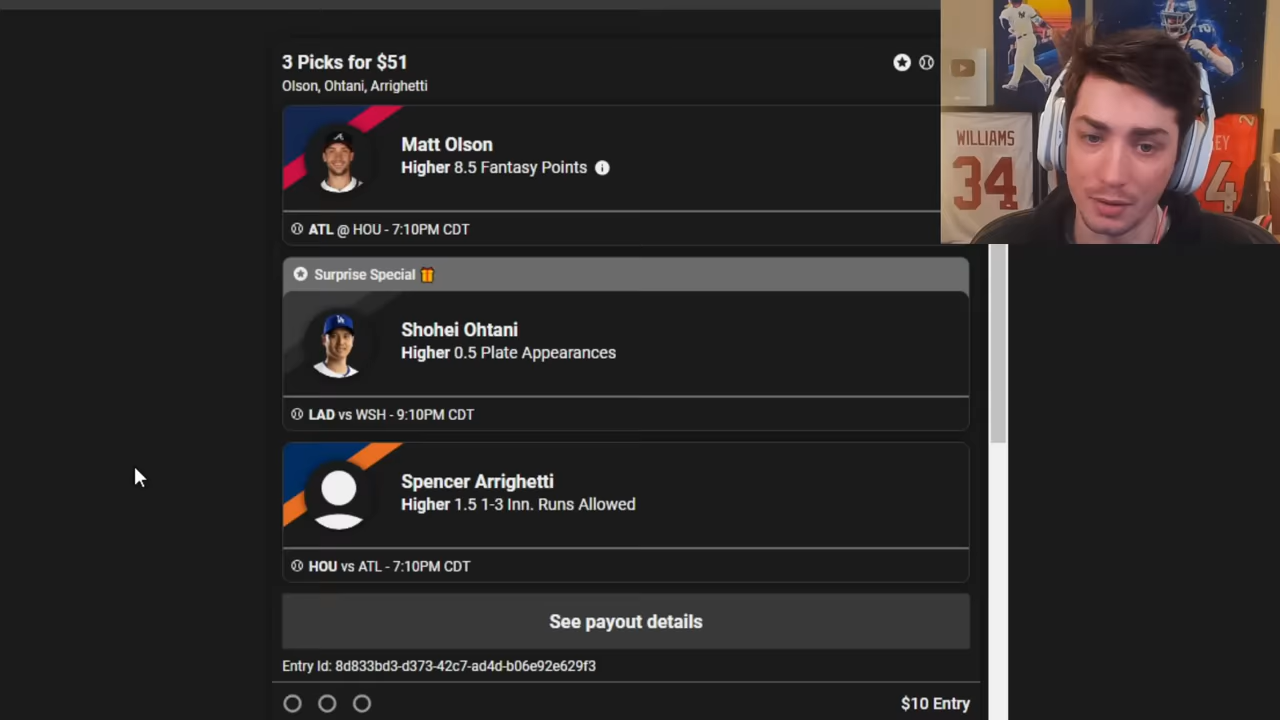 3 Picks for $51
Olson, Ohtani, Arrighetti
Matt Olson
Higher 8.5 Fantasy Points
ATL @ HOU - 7:10PM CDT
Surprise Special
Shohei Ohtani
Higher 0.5 Plate Appearances
LAD vs WSH - 9:10PM CDT
Spencer Arrighetti
Higher 1.5 1-3 Inn. Runs Allowed
HOU vs ATL - 7:10PM CDT
See payout details
Entry Id: 8d833bd3-d373-42c7-ad4d-b06e92e629f3
$10 Entry
WILLIAMS
34
EY
4